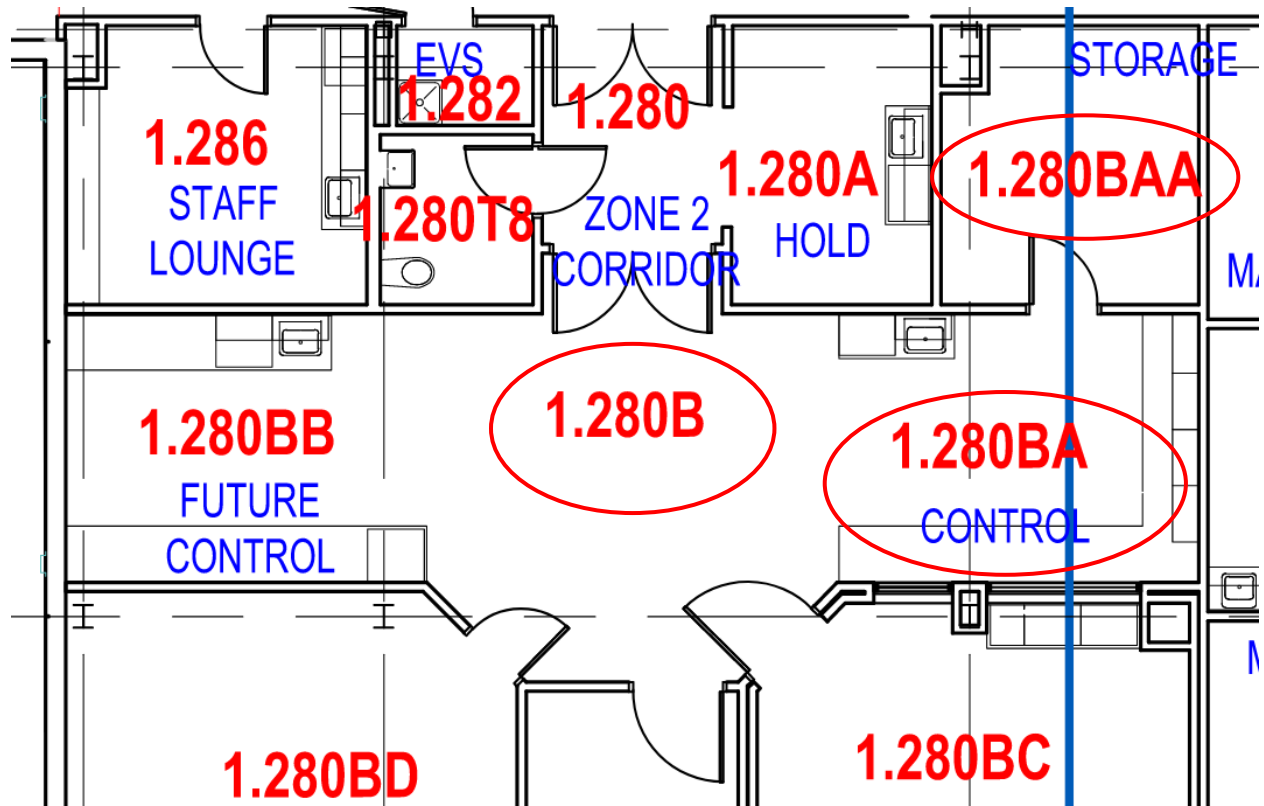 EVS
1.282
1.280
STORAGE
1.286
STAFF
LOUNGE
1.280T8
ZONE 2
CORRIDOR
1.280A
HOLD
1.280BAA
1.280BB
FUTURE
CONTROL
1.280B
1.280BA
CONTROL
1.280BD
1.280BC